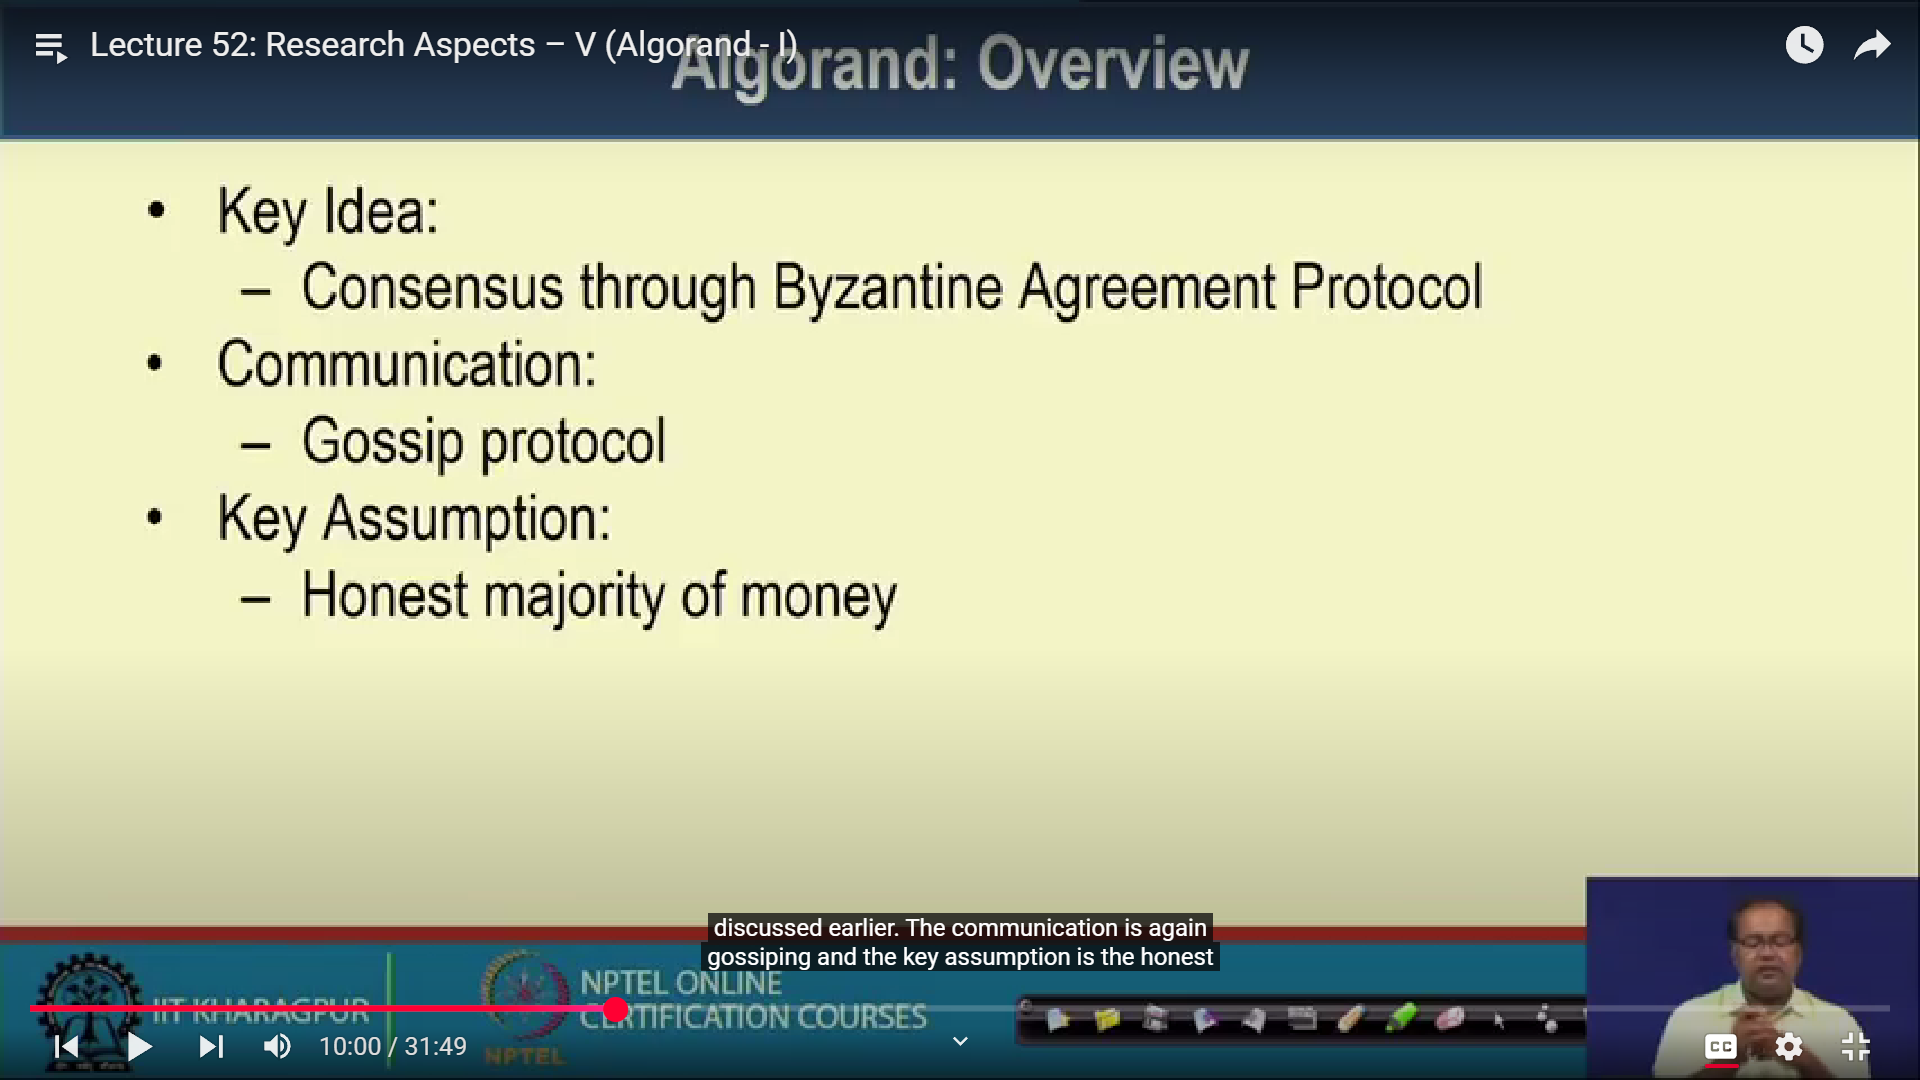 Lecture 52: Research Aspects – V (Algorand - I)
Algorand: Overview
• Key Idea:
– Consensus through Byzantine Agreement Protocol
• Communication:
– Gossip protocol
• Key Assumption:
– Honest majority of money
discussed earlier. The communication is again
gossiping and the key assumption is the honest
IIT KHARAGPUR
NPTEL
NPTEL ONLINE
CERTIFICATION COURSES
10:00 / 31:49
CC